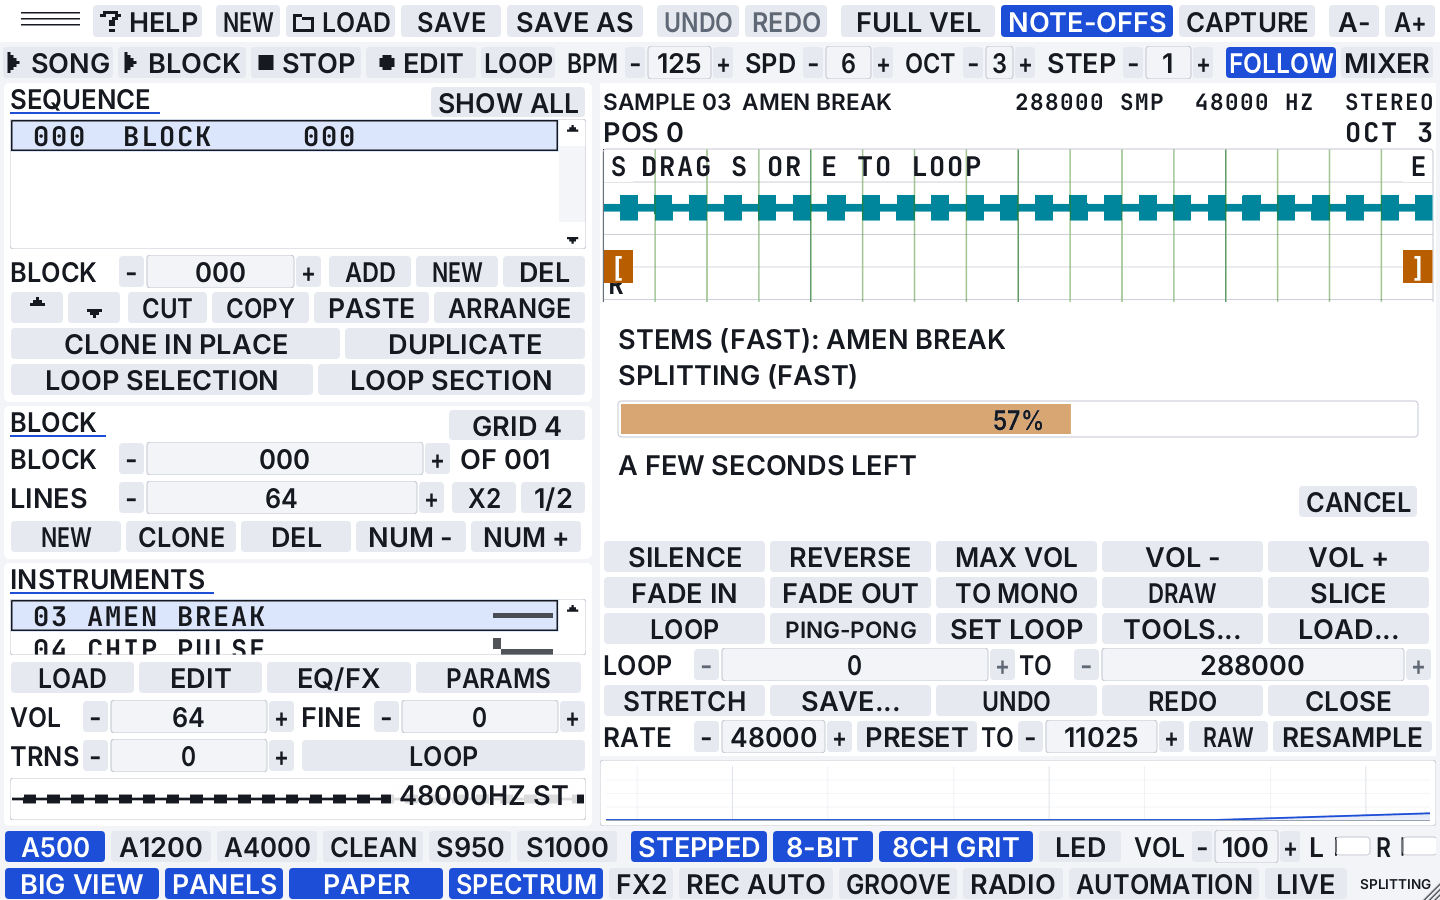 ? HELP NEW LOAD SAVE SAVE AS UNDO REDO FULL VEL NOTE-OFFS CAPTURE A- A+
SONG BLOCK STOP EDIT LOOP BPM - 125 + SPD - 6 + OCT - 3 + STEP - 1 + FOLLOW MIXER
SEQUENCE SHOW ALL
000 BLOCK 000
BLOCK - 000 + ADD NEW DEL
CUT COPY PASTE ARRANGE
CLONE IN PLACE DUPLICATE
LOOP SELECTION LOOP SECTION
BLOCK GRID 4
BLOCK - 000 + OF 001
LINES - 64 + X2 1/2
NEW CLONE DEL NUM - NUM +
INSTRUMENTS
03 AMEN BREAK
04 CHIP PULSE
LOAD EDIT EQ/FX PARAMS
VOL - 64 + FINE - 0 +
TRNS - 0 + LOOP
48000HZ ST
SAMPLE 03 AMEN BREAK 288000 SMP 48000 HZ STEREO
POS 0 OCT 3
S DRAG S OR E TO LOOP E
[ ]
R
STEMS (FAST): AMEN BREAK
SPLITTING (FAST)
57%
A FEW SECONDS LEFT
CANCEL
SILENCE REVERSE MAX VOL VOL - VOL +
FADE IN FADE OUT TO MONO DRAW SLICE
LOOP PING-PONG SET LOOP TOOLS... LOAD...
LOOP - 0 + TO - 288000 +
STRETCH SAVE... UNDO REDO CLOSE
RATE - 48000 + PRESET TO - 11025 + RAW RESAMPLE
A500 A1200 A4000 CLEAN S950 S1000 STEPPED 8-BIT 8CH GRIT LED VOL - 100 + L R
BIG VIEW PANELS PAPER SPECTRUM FX2 REC AUTO GROOVE RADIO AUTOMATION LIVE SPLITTING